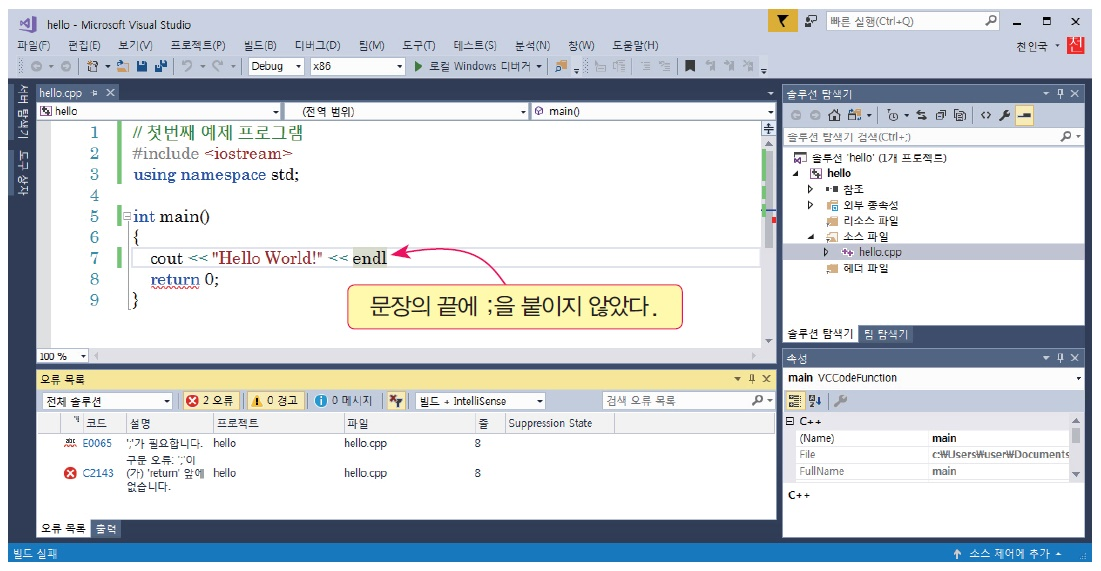 hello - Microsoft Visual Studio
빠른 실행(Ctrl+Q)
파일(F) 편집(E) 보기(V) 프로젝트(P) 빌드(B) 디버그(D) 팀(M) 도구(T) 테스트(S) 분석(N) 창(W) 도움말(H)
천인국 천
Debug x86 로컬 Windows 디버거
서버 탐색기
도구 상자
hello.cpp
hello (전역 범위) main()
1 // 첫번째 예제 프로그램
2 #include <iostream>
3 using namespace std;
4
5 int main()
6 {
7 cout << "Hello World!" << endl
8 return 0;
9 }
문장의 끝에 ;을 붙이지 않았다.
100 %
솔루션 탐색기
솔루션 탐색기 검색(Ctrl+;)
솔루션 'hello' (1개 프로젝트)
hello
참조
외부 종속성
리소스 파일
소스 파일
hello.cpp
헤더 파일
솔루션 탐색기 팀 탐색기
오류 목록
전체 솔루션 2 오류 0 경고 0 메시지 빌드 + IntelliSense 검색 오류 목록
코드 설명 프로젝트 파일 줄 Suppression State
abc E0065 ';'가 필요합니다. hello hello.cpp 8
구문 오류: ';'이
C2143 (가) 'return' 앞에 hello hello.cpp 8
없습니다.
오류 목록 출력
속성
main VCCodeFunction
C++
(Name) main
File c:₩Users₩user₩Documents
FullName main
C++
빌드 실패
소스 제어에 추가